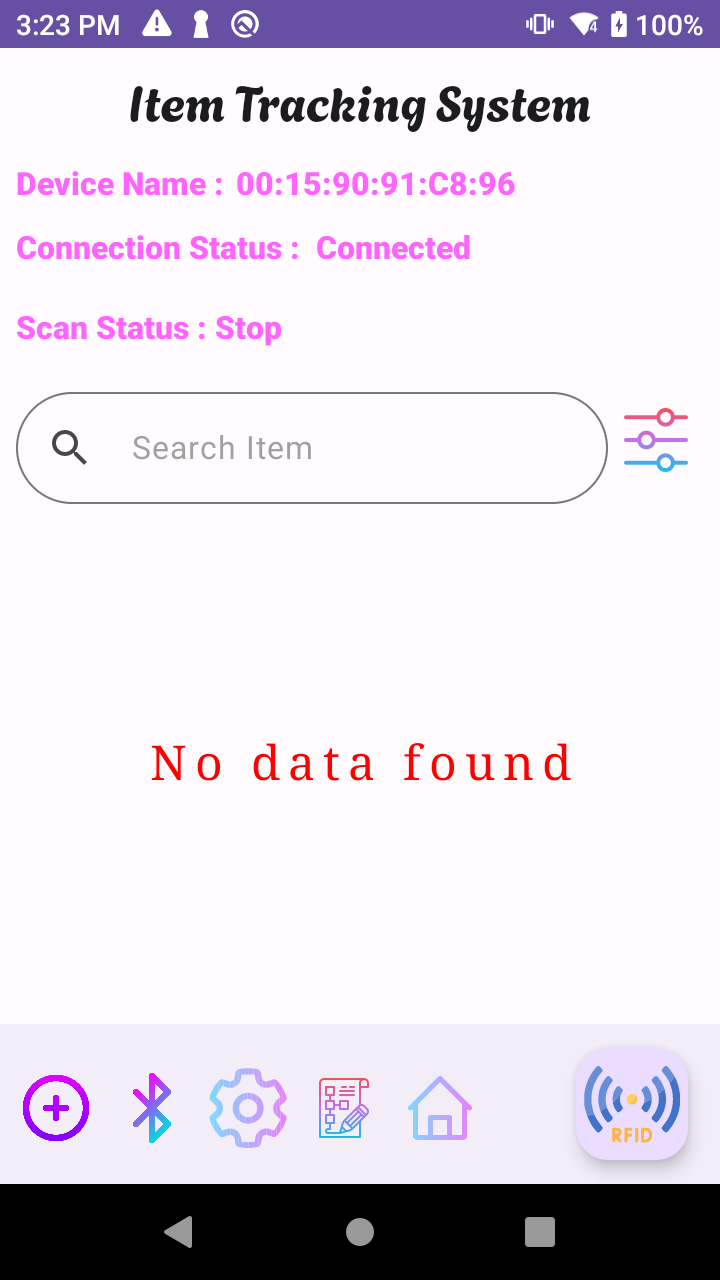 3:23 PM 4 100%
Item Tracking System
Device Name : 00:15:90:91:C8:96
Connection Status : Connected
Scan Status : Stop
Search Item
No data found
RFID